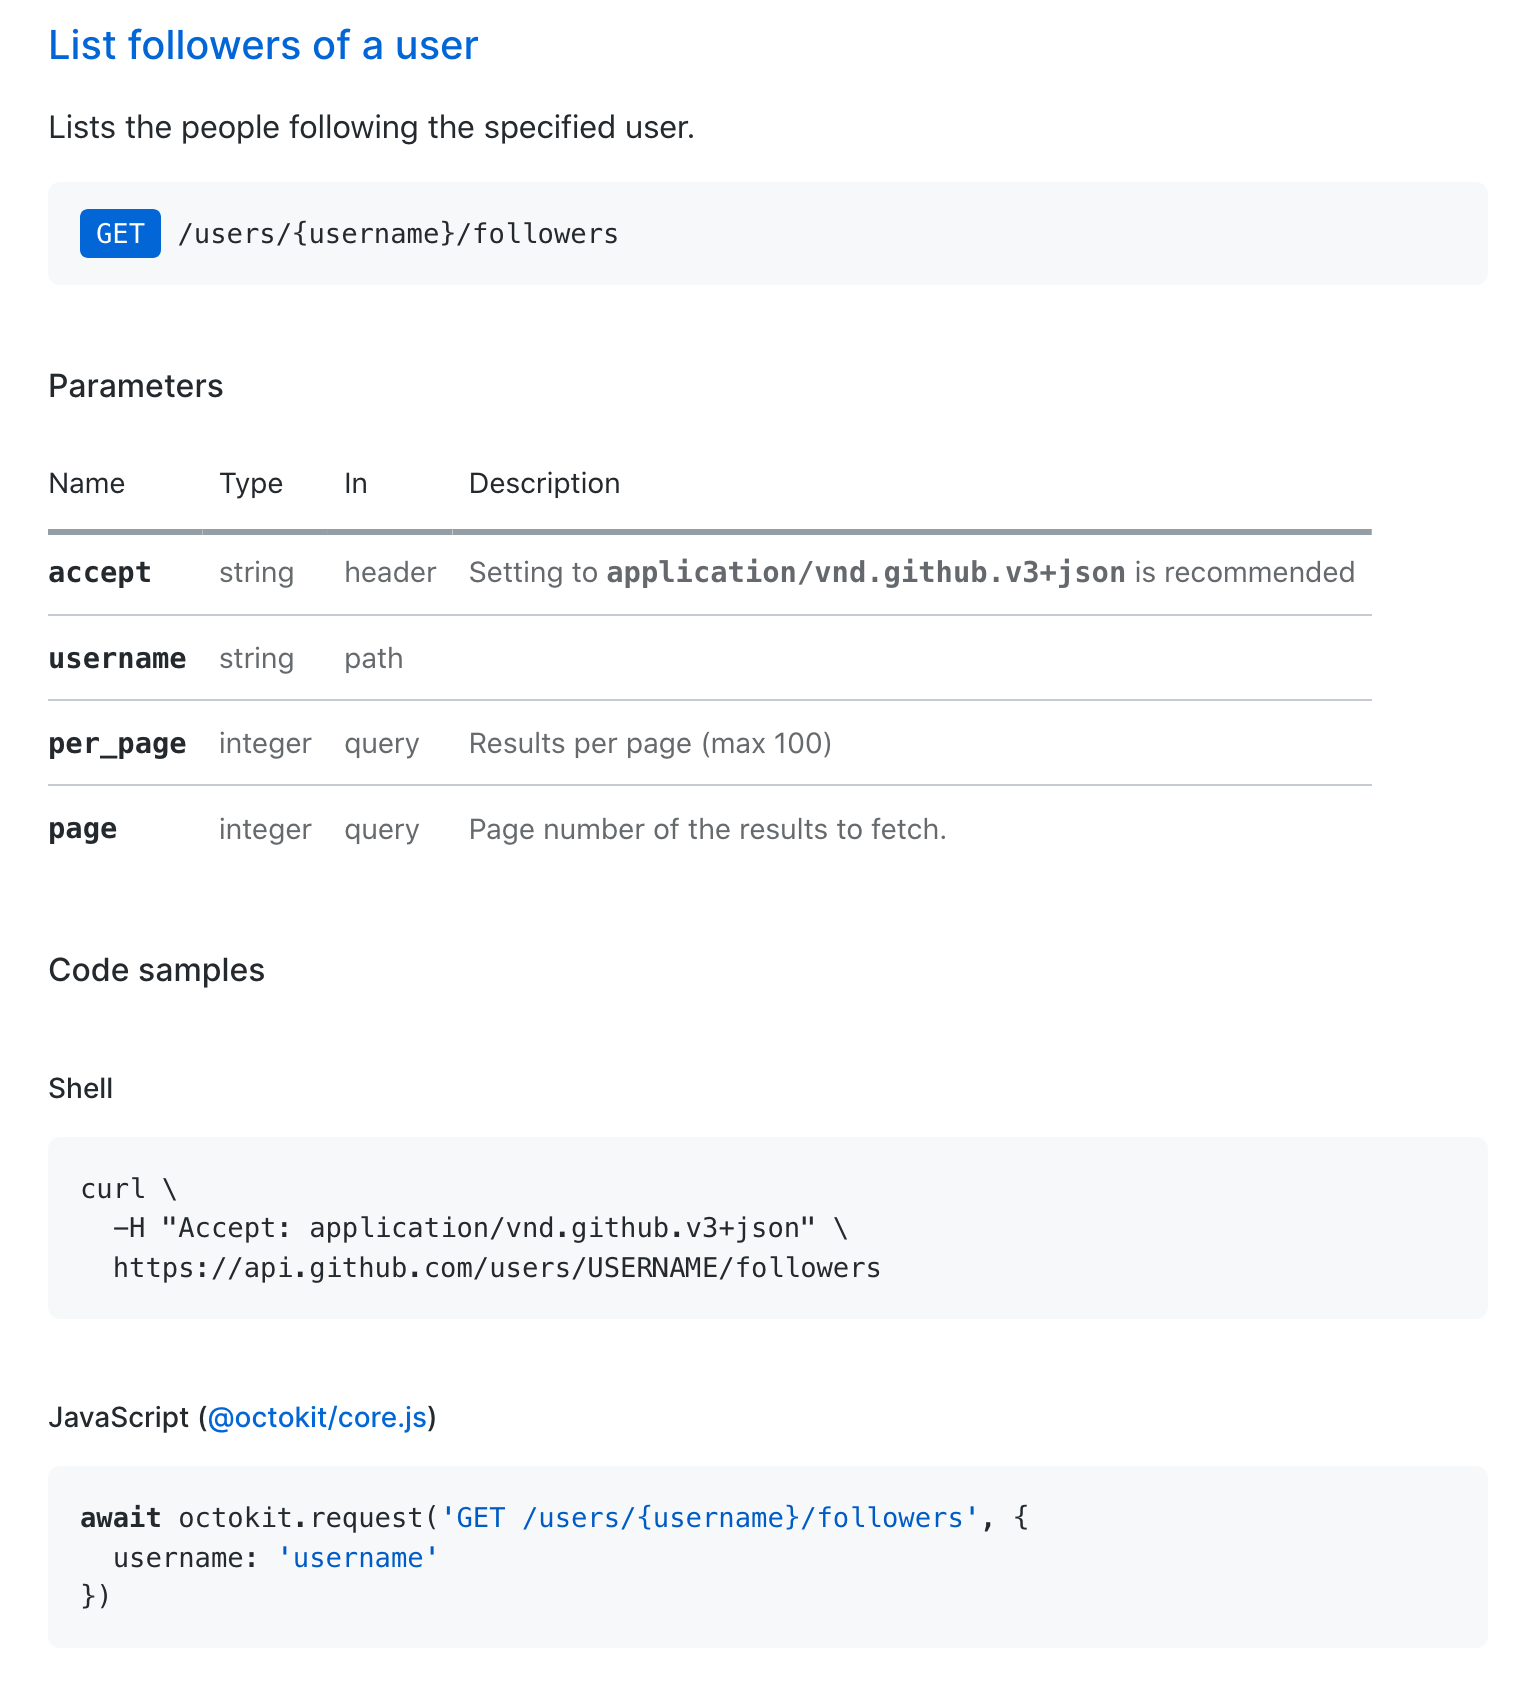 List followers of a user
Lists the people following the specified user.
GET /users/{username}/followers
Parameters
Name Type In Description
accept string header Setting to application/vnd.github.v3+json is recommended
username string path
per_page integer query Results per page (max 100)
page integer query Page number of the results to fetch.
Code samples
Shell
curl \
  -H "Accept: application/vnd.github.v3+json" \
  https://api.github.com/users/USERNAME/followers
JavaScript (@octokit/core.js)
await octokit.request('GET /users/{username}/followers', {
  username: 'username'
})